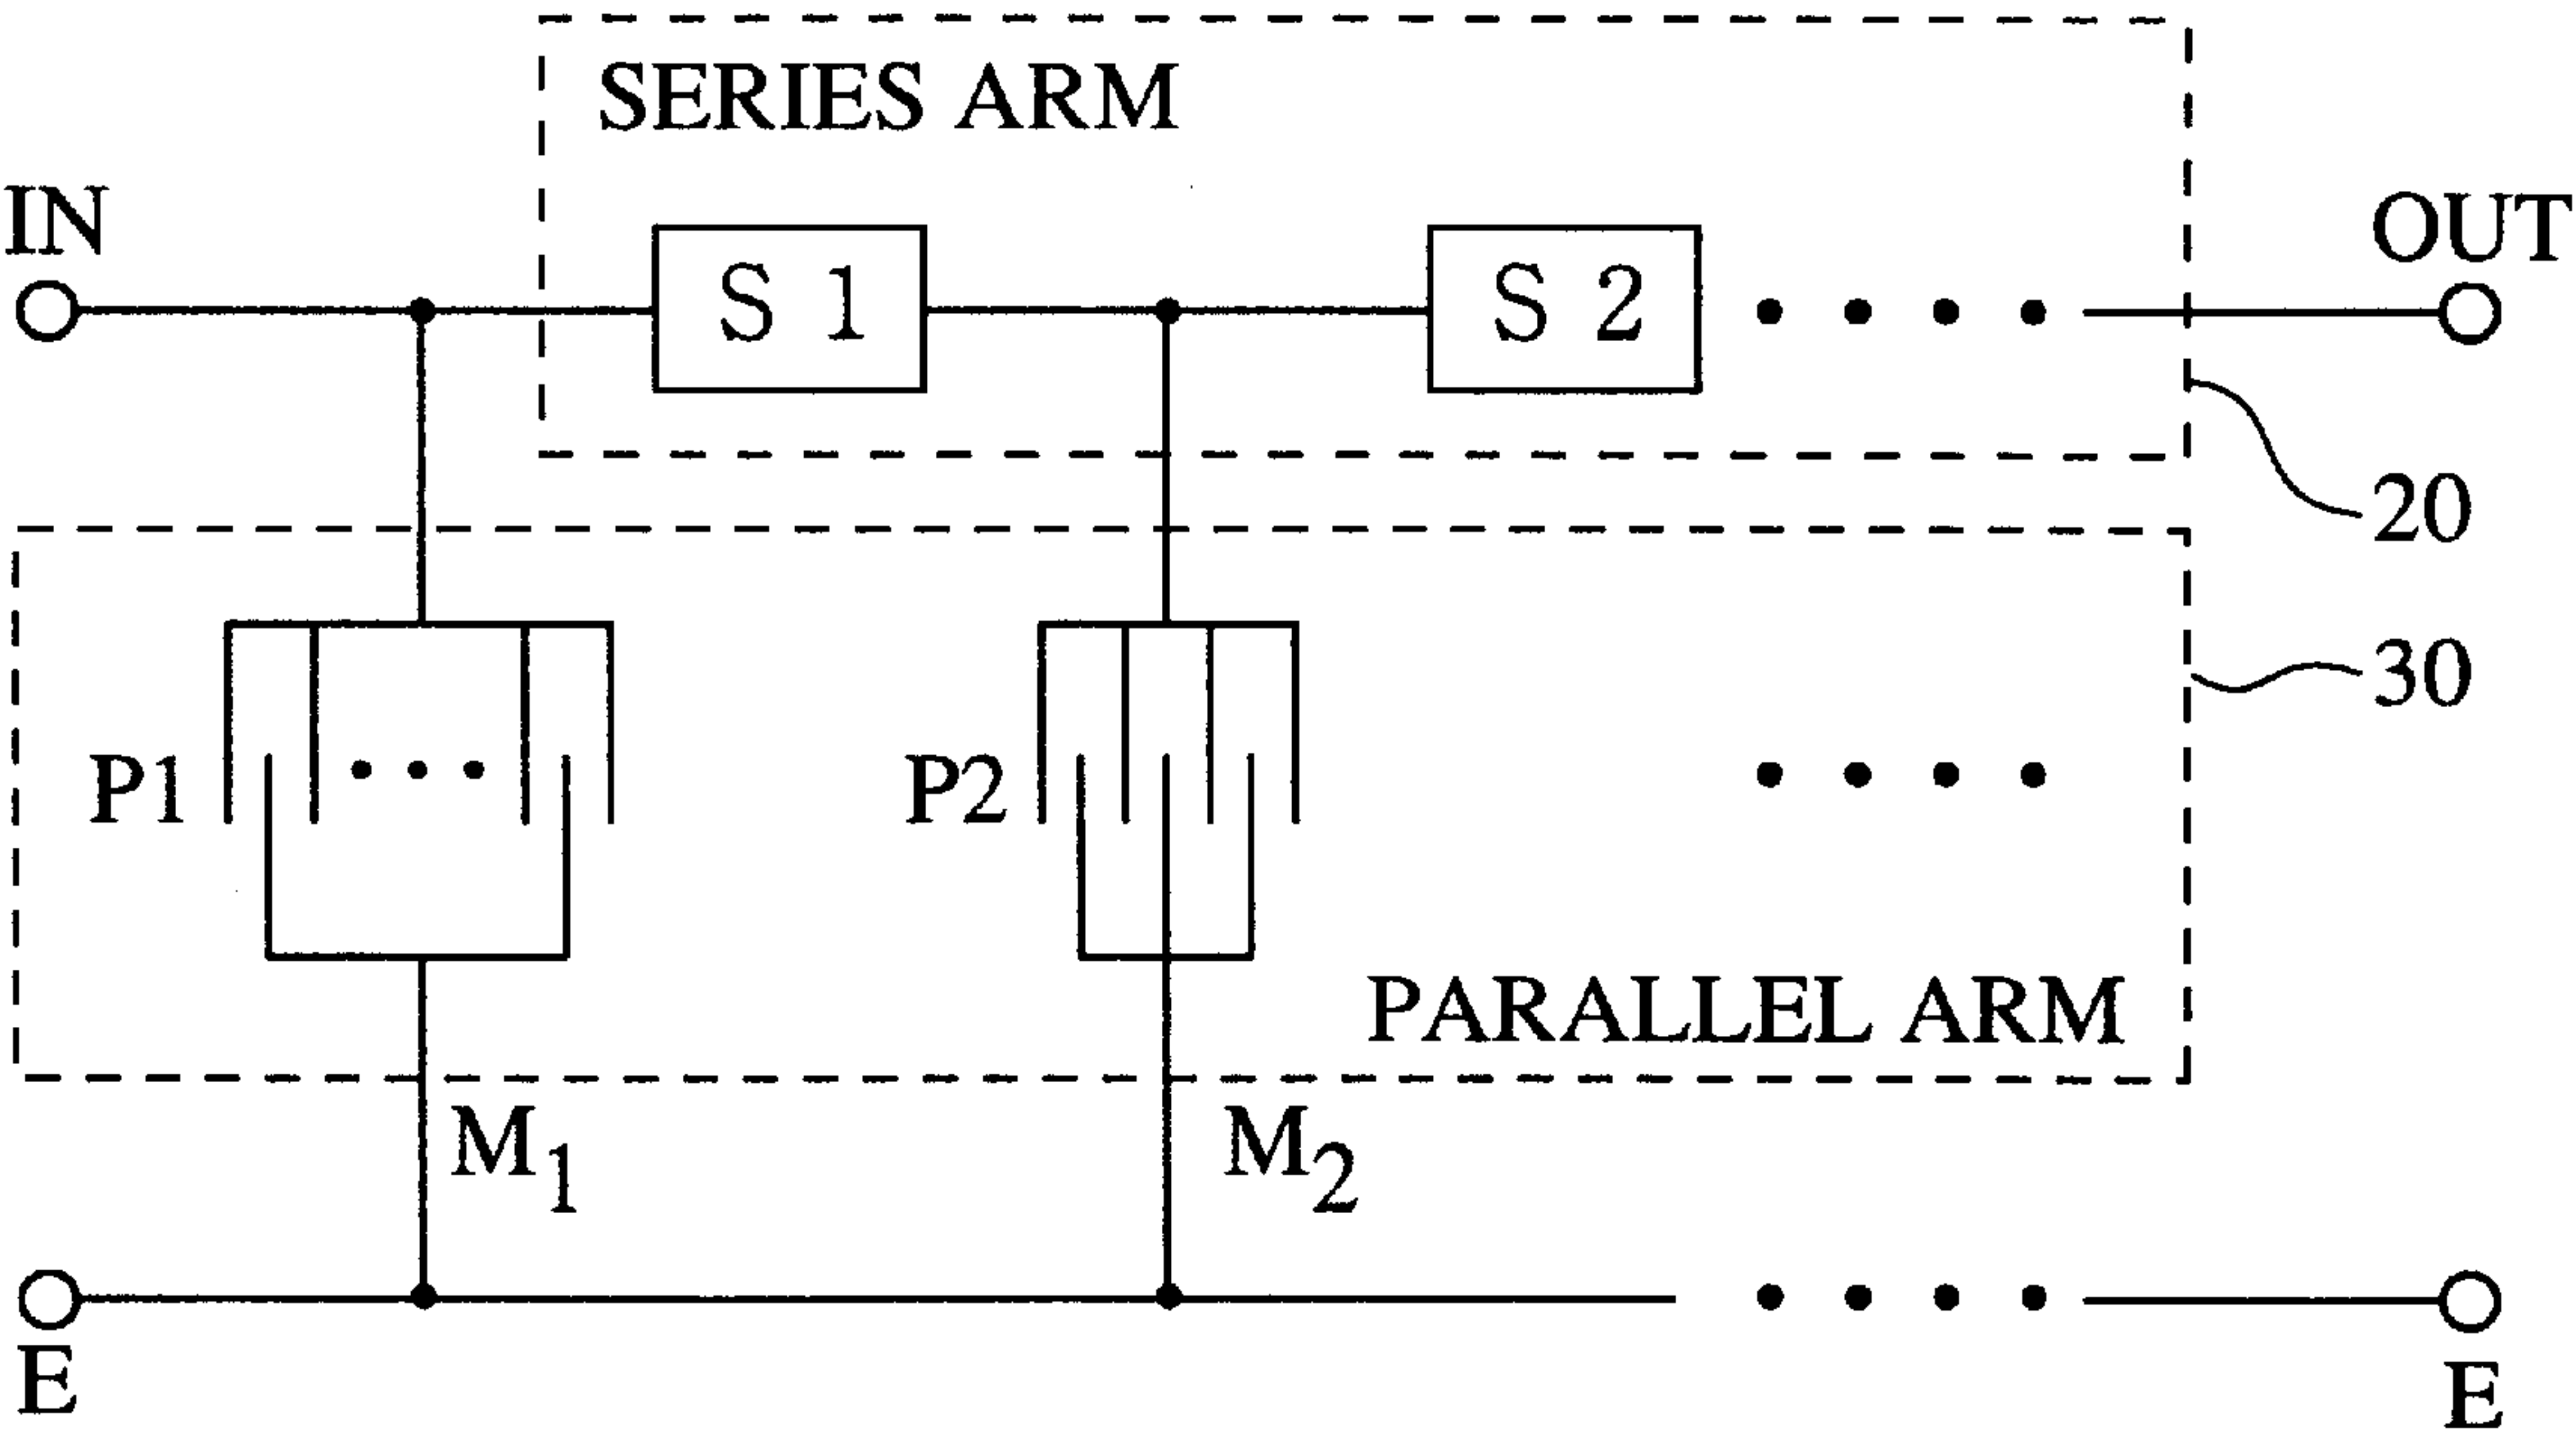 SERIES ARM
IN
S 1
S 2
OUT
20
30
P1
P2
PARALLEL ARM
M1
M2
E
E